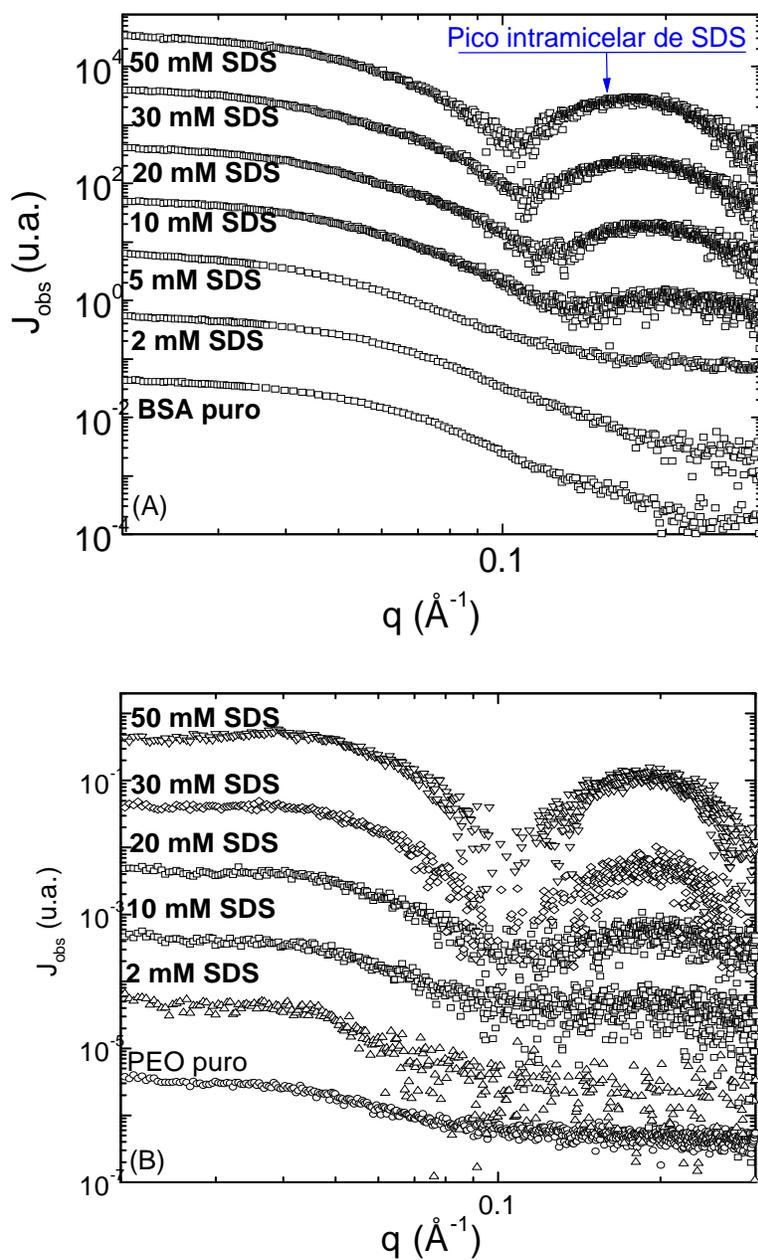 Pico intramicelar de SDS
10^4
50 mM SDS
30 mM SDS
10^2
20 mM SDS
10 mM SDS
10^0
5 mM SDS
2 mM SDS
10^-2
BSA puro
10^-4
(A)
J_obs (u.a.)
0.1
q (Å^-1)
50 mM SDS
10^-1
30 mM SDS
20 mM SDS
10^-3
10 mM SDS
2 mM SDS
10^-5
PEO puro
10^-7
(B)
J_obs (u.a.)
0.1
q (Å^-1)